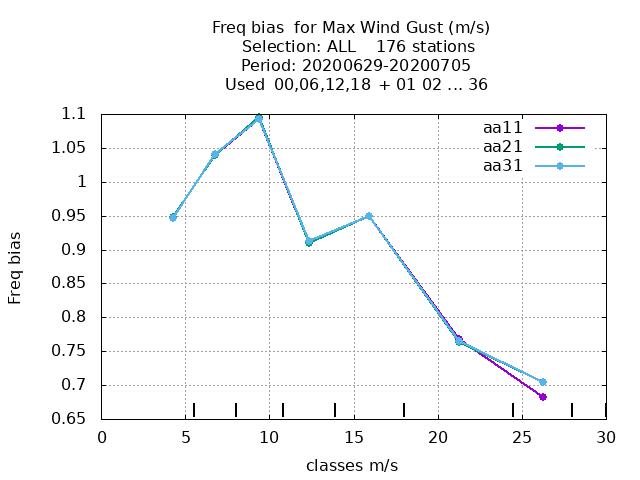 Freq bias  for Max Wind Gust (m/s)
Selection: ALL    176 stations
Period: 20200629-20200705
Used  00,06,12,18 + 01 02 ... 36
aa11
aa21
aa31
1.1
1.05
1
0.95
0.9
0.85
0.8
0.75
0.7
0.65
Freq bias
0 5 10 15 20 25 30
classes m/s